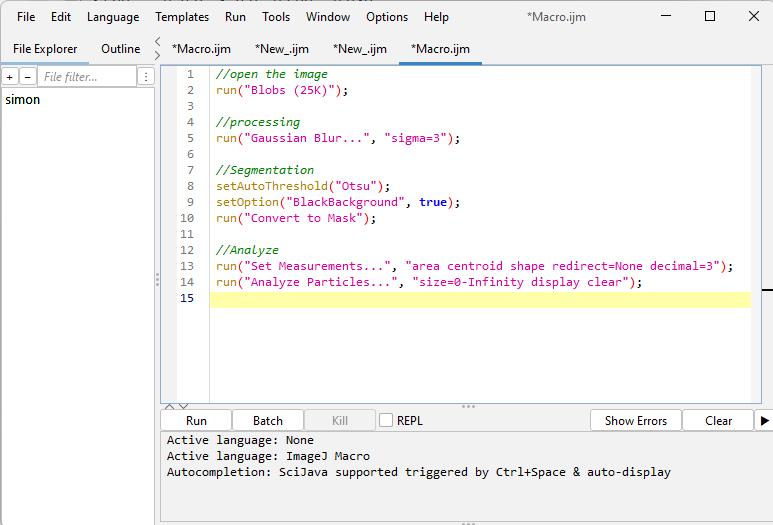 File Edit Language Templates Run Tools Window Options Help *Macro.ijm
File Explorer Outline *Macro.ijm *New_.ijm *New_.ijm *Macro.ijm
+ − File filter...
simon
1 //open the image
2 run("Blobs (25K)");
3
4 //processing
5 run("Gaussian Blur...", "sigma=3");
6
7 //Segmentation
8 setAutoThreshold("Otsu");
9 setOption("BlackBackground", true);
10 run("Convert to Mask");
11
12 //Analyze
13 run("Set Measurements...", "area centroid shape redirect=None decimal=3");
14 run("Analyze Particles...", "size=0-Infinity display clear");
15
Run Batch Kill REPL Show Errors Clear
Active language: None
Active language: ImageJ Macro
Autocompletion: SciJava supported triggered by Ctrl+Space & auto-display